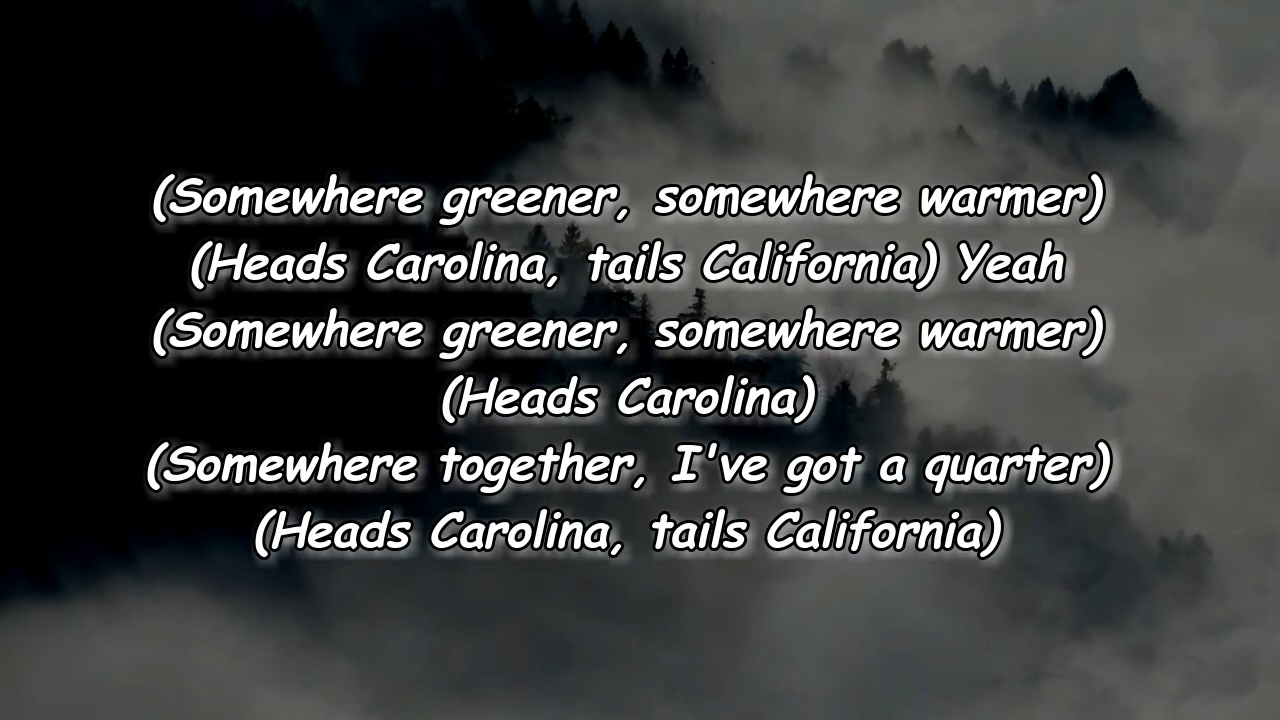 (Somewhere greener, somewhere warmer)
(Heads Carolina, tails California) Yeah
(Somewhere greener, somewhere warmer)
(Heads Carolina)
(Somewhere together, I've got a quarter)
(Heads Carolina, tails California)